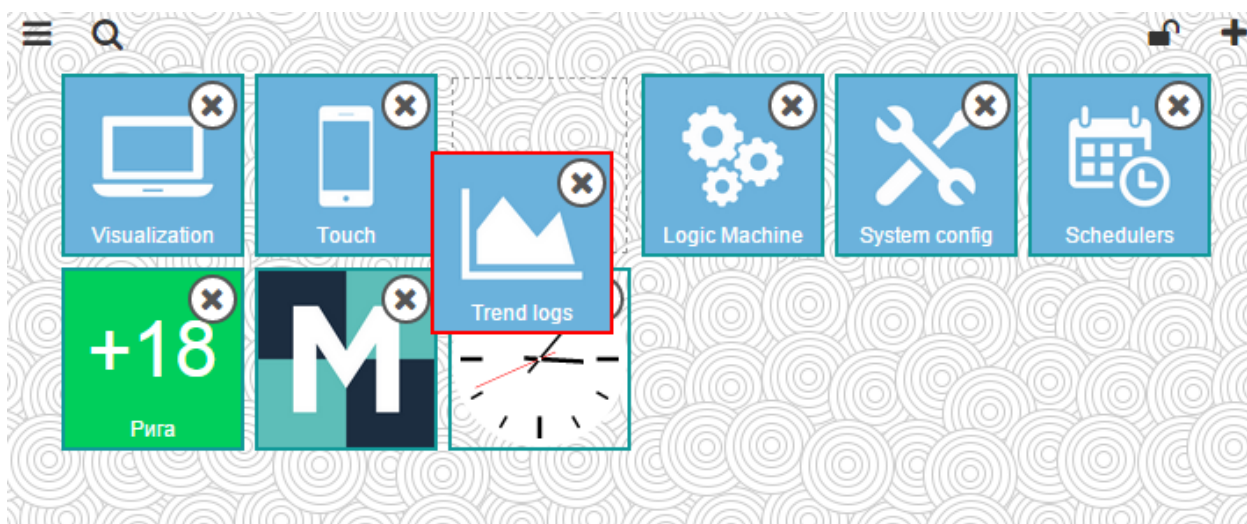 Visualization
Touch
Trend logs
Logic Machine
System config
Schedulers
+18
Рига
M